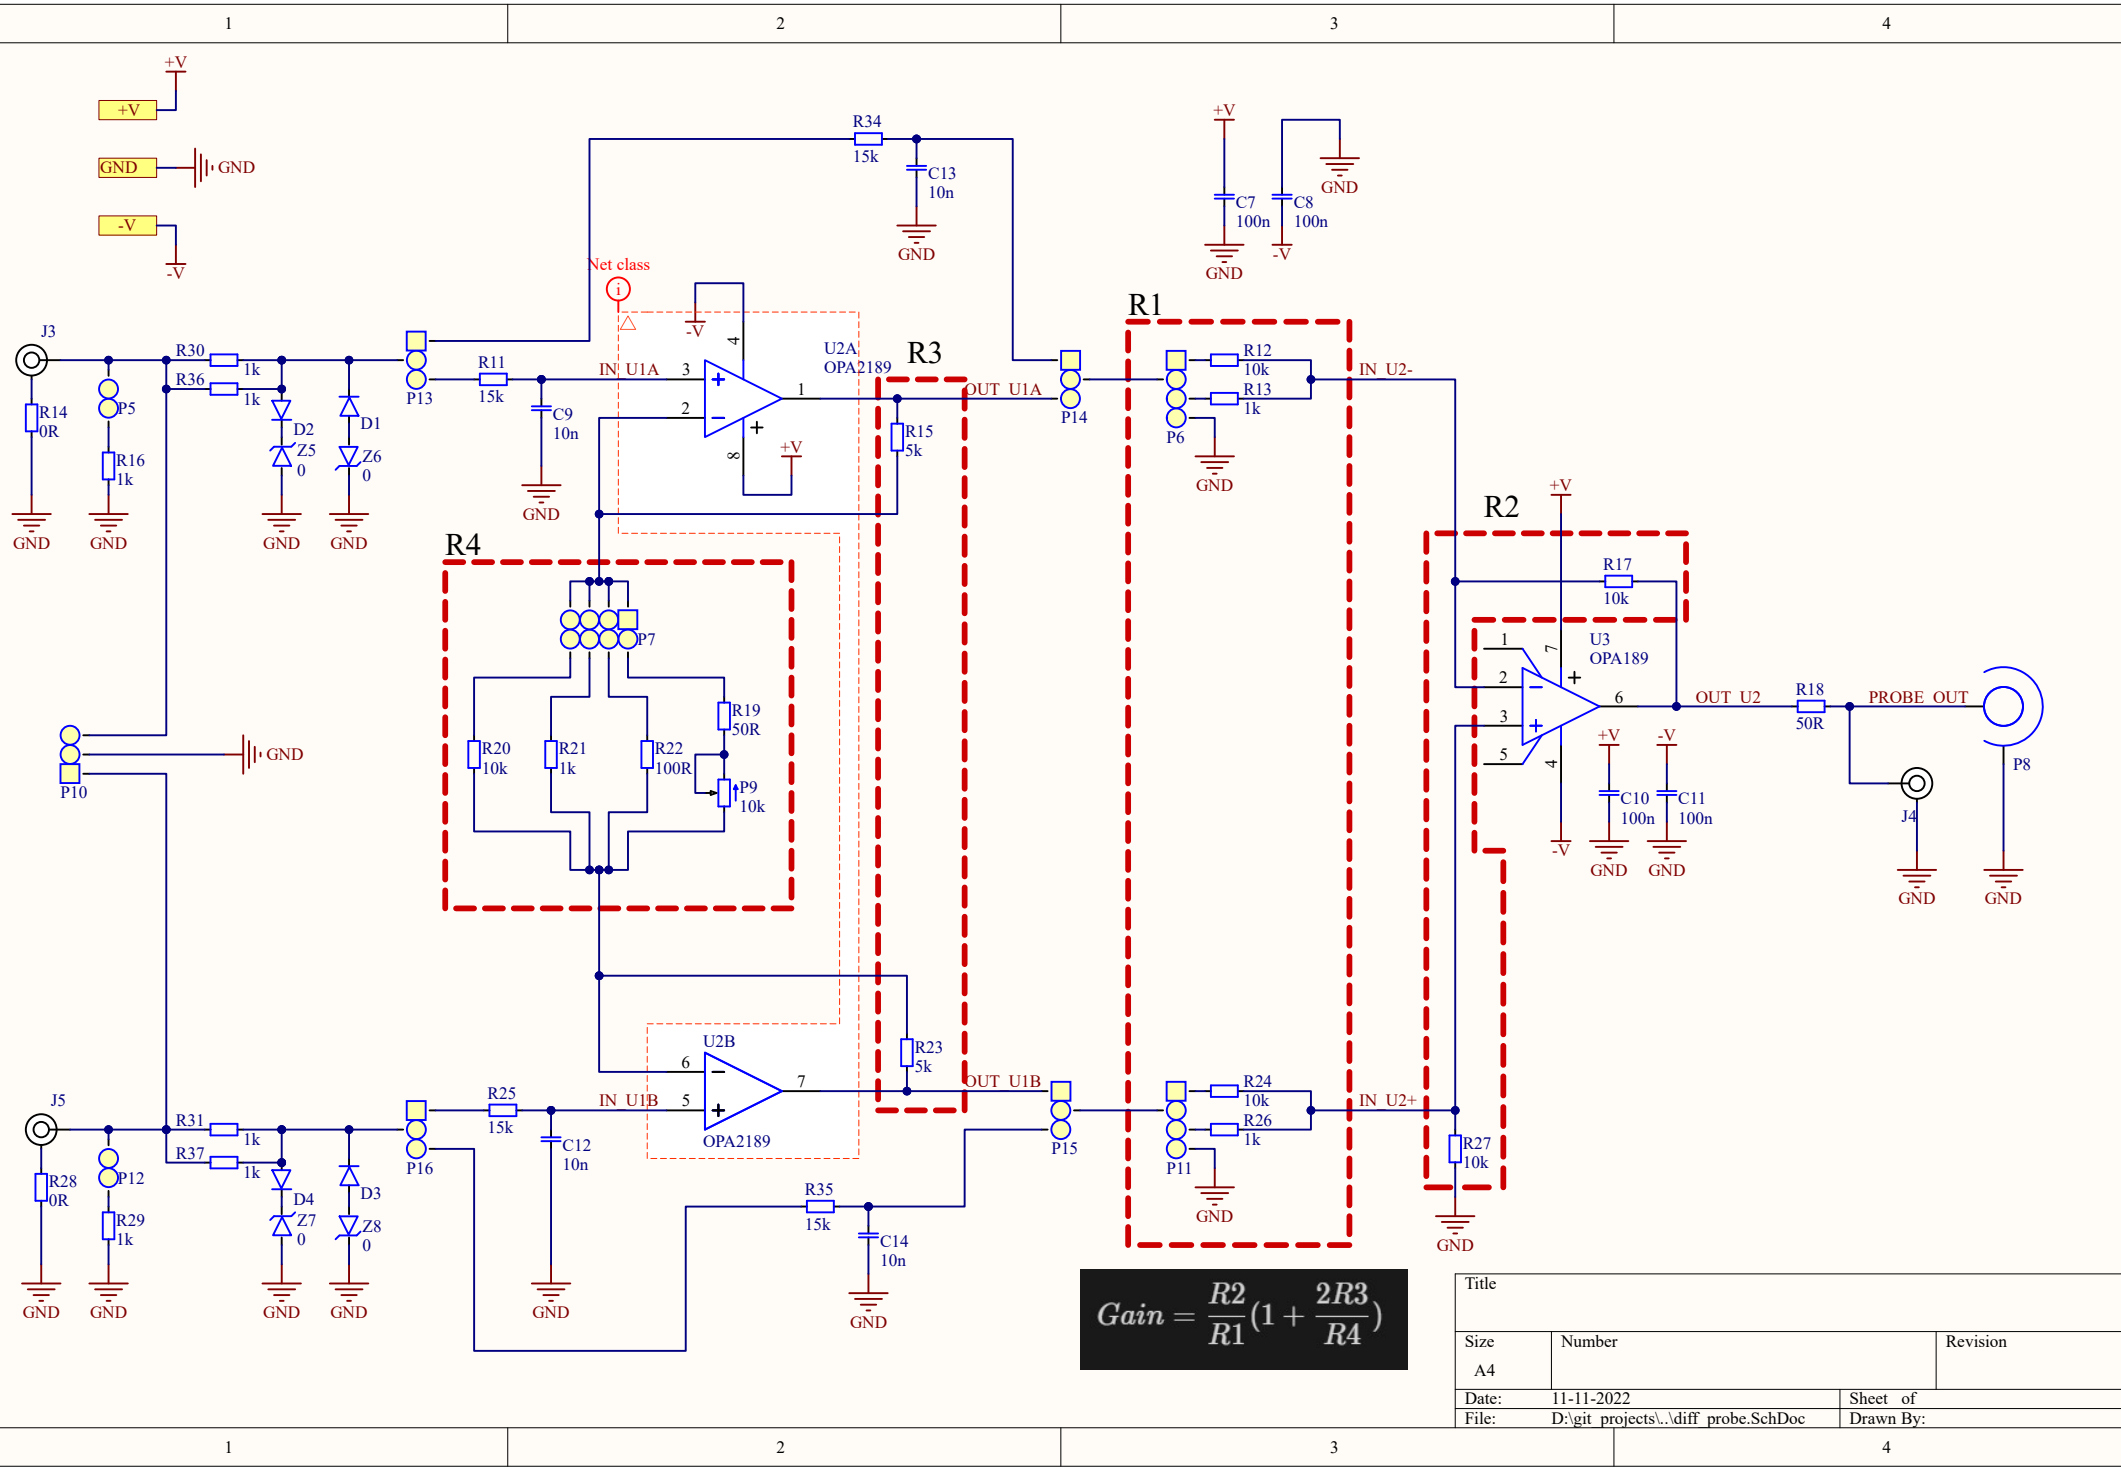 1
2
3
4
+V
+V
GND
GND
-V
-V
R34
15k
C13
10n
GND
+V
C7
100n
GND
C8
100n
-V
GND
Net class
i
-V
4
J3
R14
0R
GND
P5
R16
1k
GND
R30
1k
R36
1k
D2
Z5
0
GND
D1
Z6
0
GND
P13
R11
15k
C9
10n
GND
IN_U1A
3
2
1
8
+V
U2A
OPA2189
R3
OUT_U1A
R15
5k
P14
R1
P6
R12
10k
R13
1k
GND
IN_U2-
R4
P7
R20
10k
R21
1k
R22
100R
R19
50R
P9
10k
P10
GND
R2
+V
R17
10k
U3
OPA189
1
2
3
5
7
4
6
-V
+V
C10
100n
GND
-V
C11
100n
GND
OUT_U2
R18
50R
PROBE_OUT
J4
GND
P8
GND
J5
R28
0R
GND
P12
R29
1k
GND
R31
1k
R37
1k
D4
Z7
0
GND
D3
Z8
0
GND
P16
R25
15k
C12
10n
GND
IN_U1B
U2B
6
5
7
OPA2189
R23
5k
OUT_U1B
P15
R35
15k
C14
10n
GND
P11
R24
10k
R26
1k
GND
IN_U2+
R27
10k
GND
Gain = R2/R1(1 + 2R3/R4)
Title
Size
Number
Revision
A4
Date: 11-11-2022 Sheet of
File: D:\git_projects\..\diff_probe.SchDoc Drawn By:
1
2
3
4